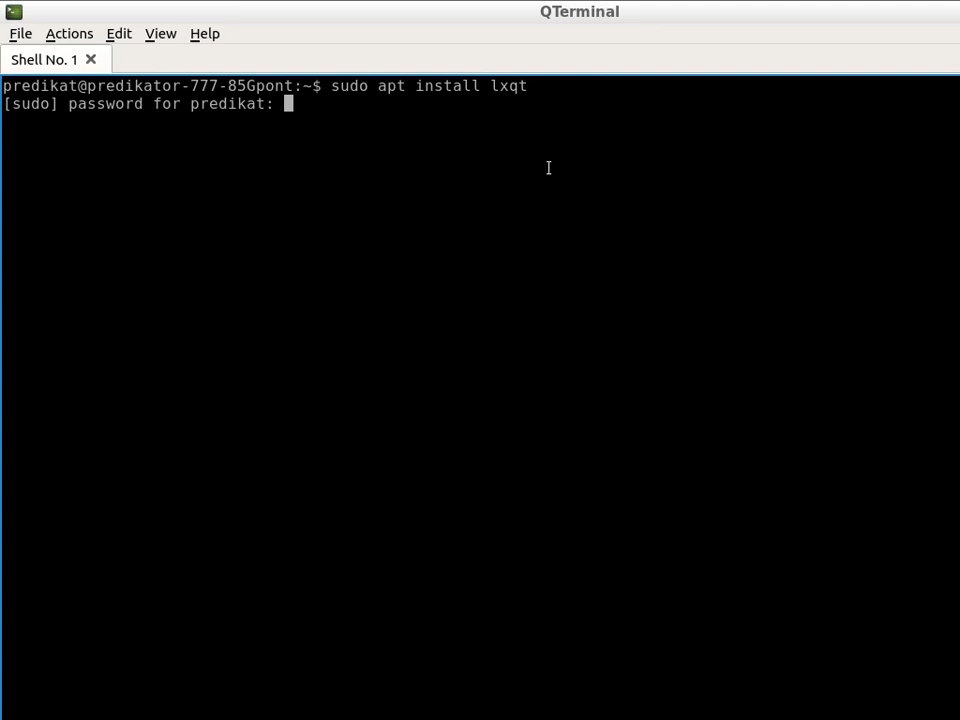 QTerminal
File Actions Edit View Help
Shell No. 1
predikat@predikator-777-85Gpont:~$ sudo apt install lxqt
[sudo] password for predikat: